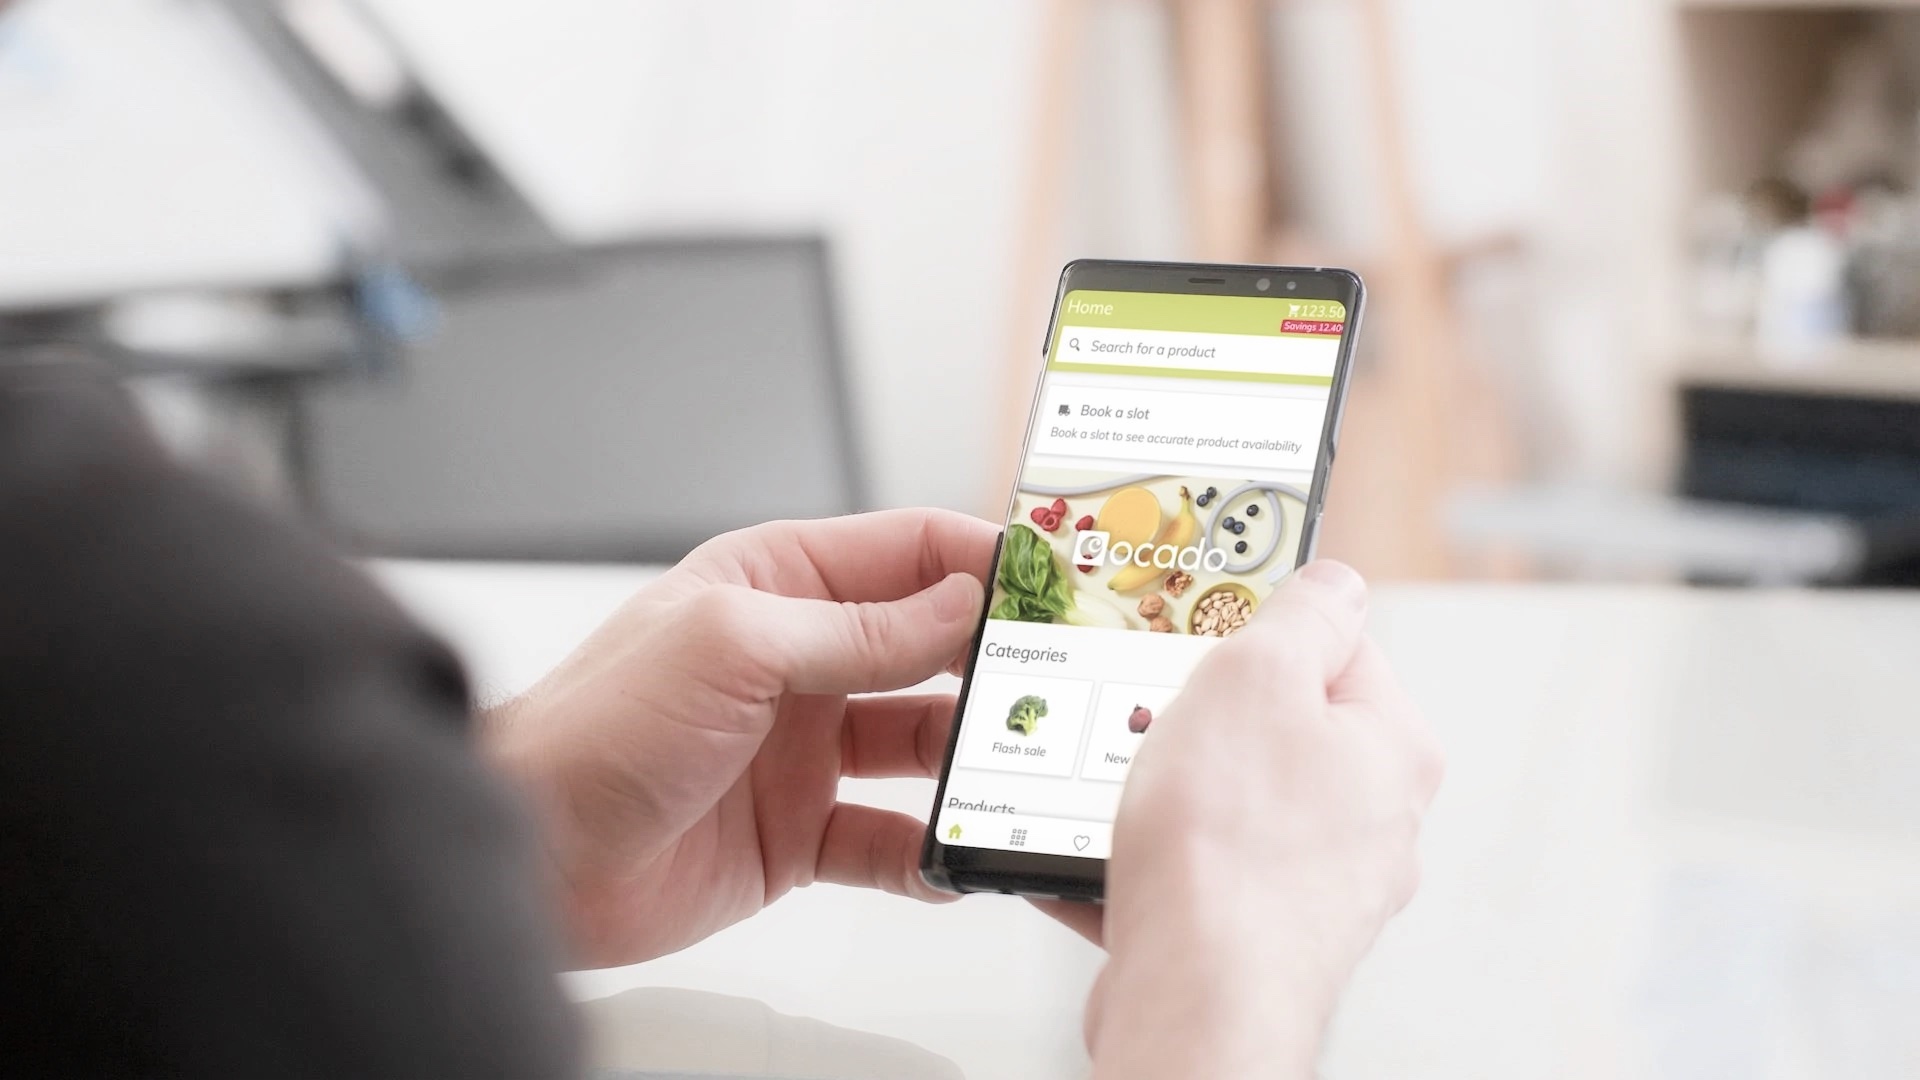 Home
123.50
Savings 12.40
Search for a product
Book a slot
Book a slot to see accurate product availability
ocado
Categories
Flash sale
New
Products